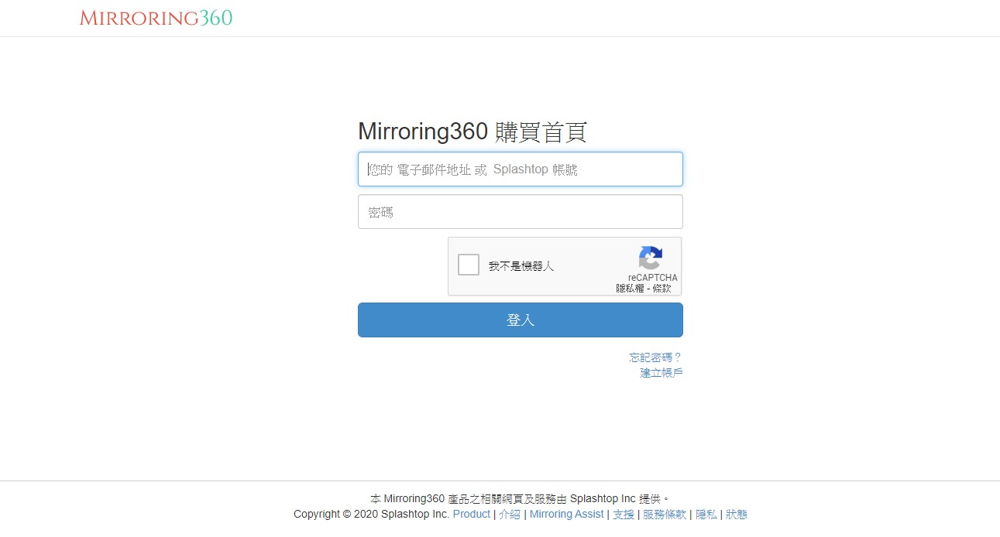 MIRRORING360
Mirroring360 購買首頁
您的 電子郵件地址 或 Splashtop 帳號
密碼
我不是機器人
reCAPTCHA
隱私權 - 條款
登入
忘記密碼？
建立帳戶
本 Mirroring360 產品之相關網頁及服務由 Splashtop Inc 提供。
Copyright © 2020 Splashtop Inc. Product | 介紹 | Mirroring Assist | 支援 | 服務條款 | 隱私 | 狀態